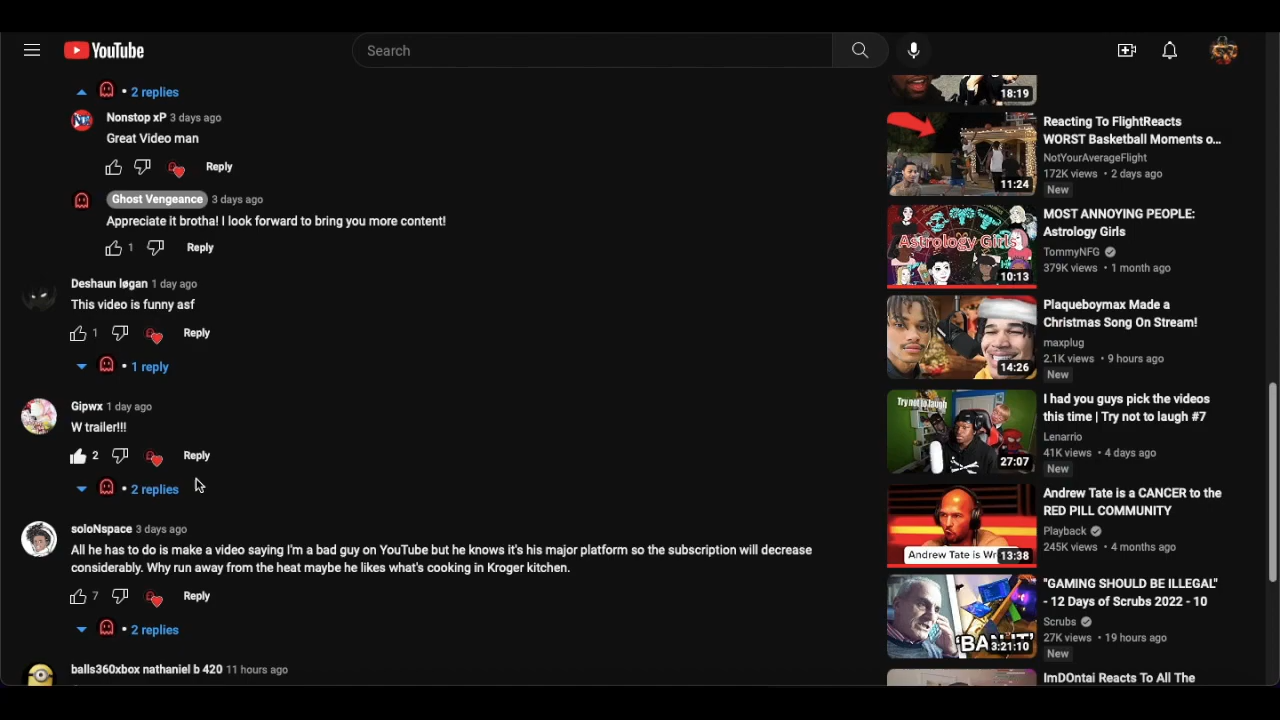 YouTube
Search
2 replies
Nonstop xP 3 days ago
Great Video man
Reply
Ghost Vengeance 3 days ago
Appreciate it brotha! I look forward to bring you more content!
1 Reply
Deshaun løgan 1 day ago
This video is funny asf
1 Reply
1 reply
Gipwx 1 day ago
W trailer!!!
2 Reply
2 replies
soloNspace 3 days ago
All he has to do is make a video saying I'm a bad guy on YouTube but he knows it's his major platform so the subscription will decrease
considerably. Why run away from the heat maybe he likes what's cooking in Kroger kitchen.
7 Reply
2 replies
balls360xbox nathaniel b 420 11 hours ago
18:19
11:24
Reacting To FlightReacts
WORST Basketball Moments o...
NotYourAverageFlight
172K views • 2 days ago
New
Astrology Girls
10:13
MOST ANNOYING PEOPLE:
Astrology Girls
TommyNFG
379K views • 1 month ago
14:26
Plaqueboymax Made a
Christmas Song On Stream!
maxplug
2.1K views • 9 hours ago
New
Try not to laugh
27:07
I had you guys pick the videos
this time | Try not to laugh #7
Lenarrio
41K views • 4 days ago
New
Andrew Tate is Wr
13:38
Andrew Tate is a CANCER to the
RED PILL COMMUNITY
Playback
245K views • 4 months ago
'BAN IT'
3:21:10
"GAMING SHOULD BE ILLEGAL"
- 12 Days of Scrubs 2022 - 10
Scrubs
27K views • 19 hours ago
New
ImDOntai Reacts To All The